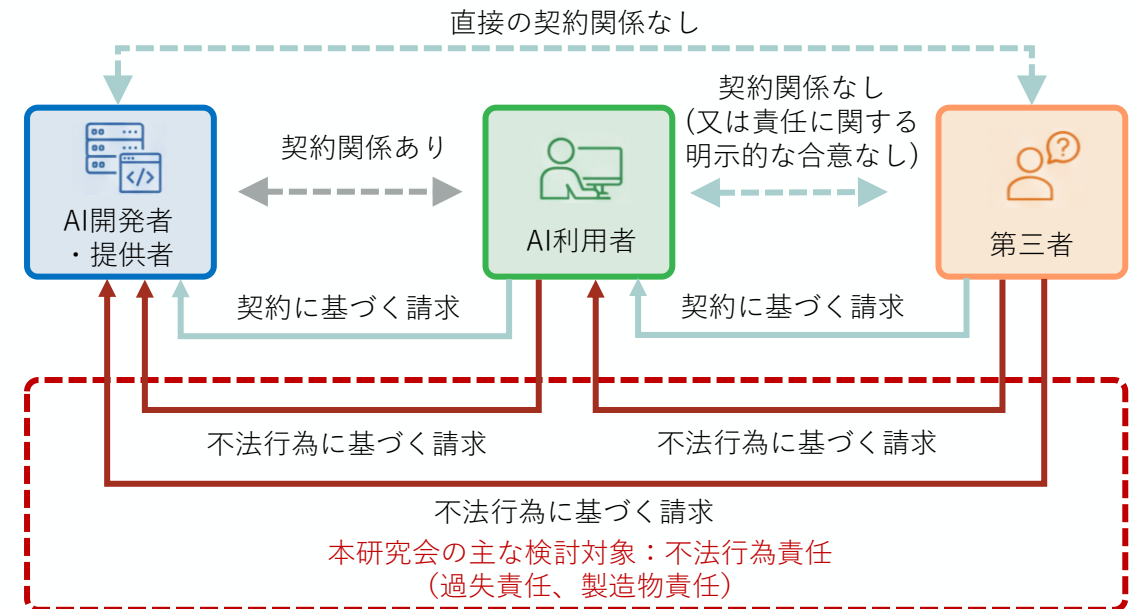 直接の契約関係なし
契約関係あり
契約関係なし
(又は責任に関する
明示的な合意なし)
AI開発者
・提供者
AI利用者
第三者
契約に基づく請求
契約に基づく請求
不法行為に基づく請求
不法行為に基づく請求
不法行為に基づく請求
本研究会の主な検討対象：不法行為責任
（過失責任、製造物責任）